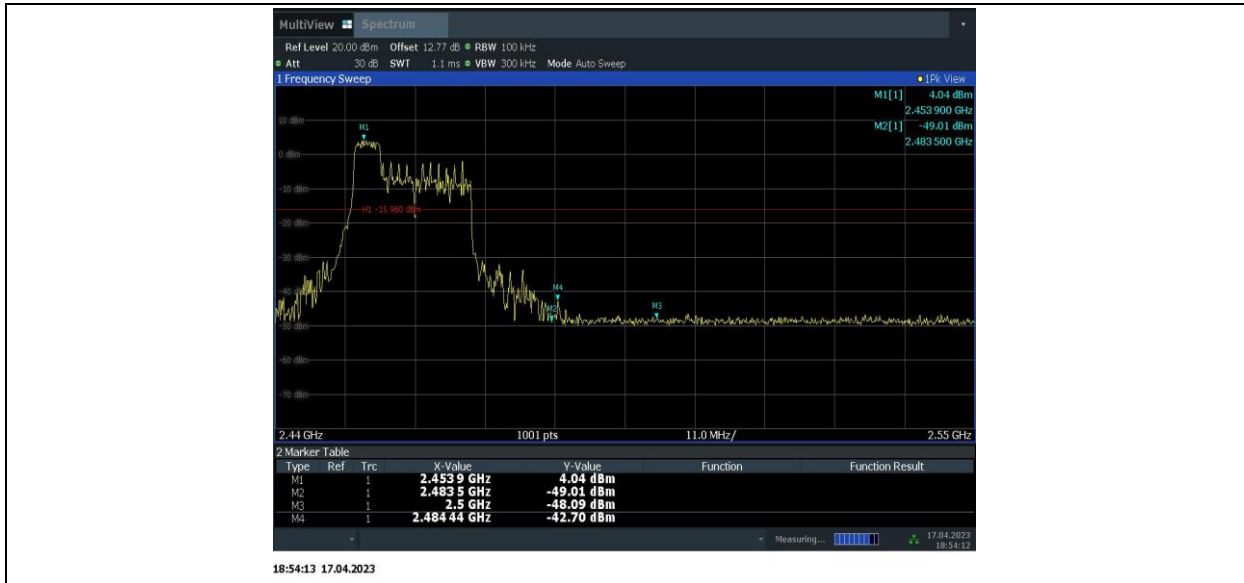 MultiView Spectrum
Ref Level 20.00 dBm Offset 12.77 dB RBW 100 kHz
Att 30 dB SWT 1.1 ms VBW 300 kHz Mode Auto Sweep
1 Frequency Sweep 1Pk View
M1[1] 4.04 dBm
2.453 900 GHz
M2[1] -49.01 dBm
2.483 500 GHz
10 dBm
M1
0 dBm
-10 dBm
H1 -15.960 dBm
-20 dBm
-30 dBm
-40 dBm
M4
M2
M3
-50 dBm
-60 dBm
-70 dBm
2.44 GHz 1001 pts 11.0 MHz/ 2.55 GHz
2 Marker Table
Type Ref Trc X-Value Y-Value Function Function Result
M1 1 2.453 9 GHz 4.04 dBm
M2 1 2.483 5 GHz -49.01 dBm
M3 1 2.5 GHz -48.09 dBm
M4 1 2.484 44 GHz -42.70 dBm
Measuring... 17.04.2023
18:54:12
18:54:13 17.04.2023